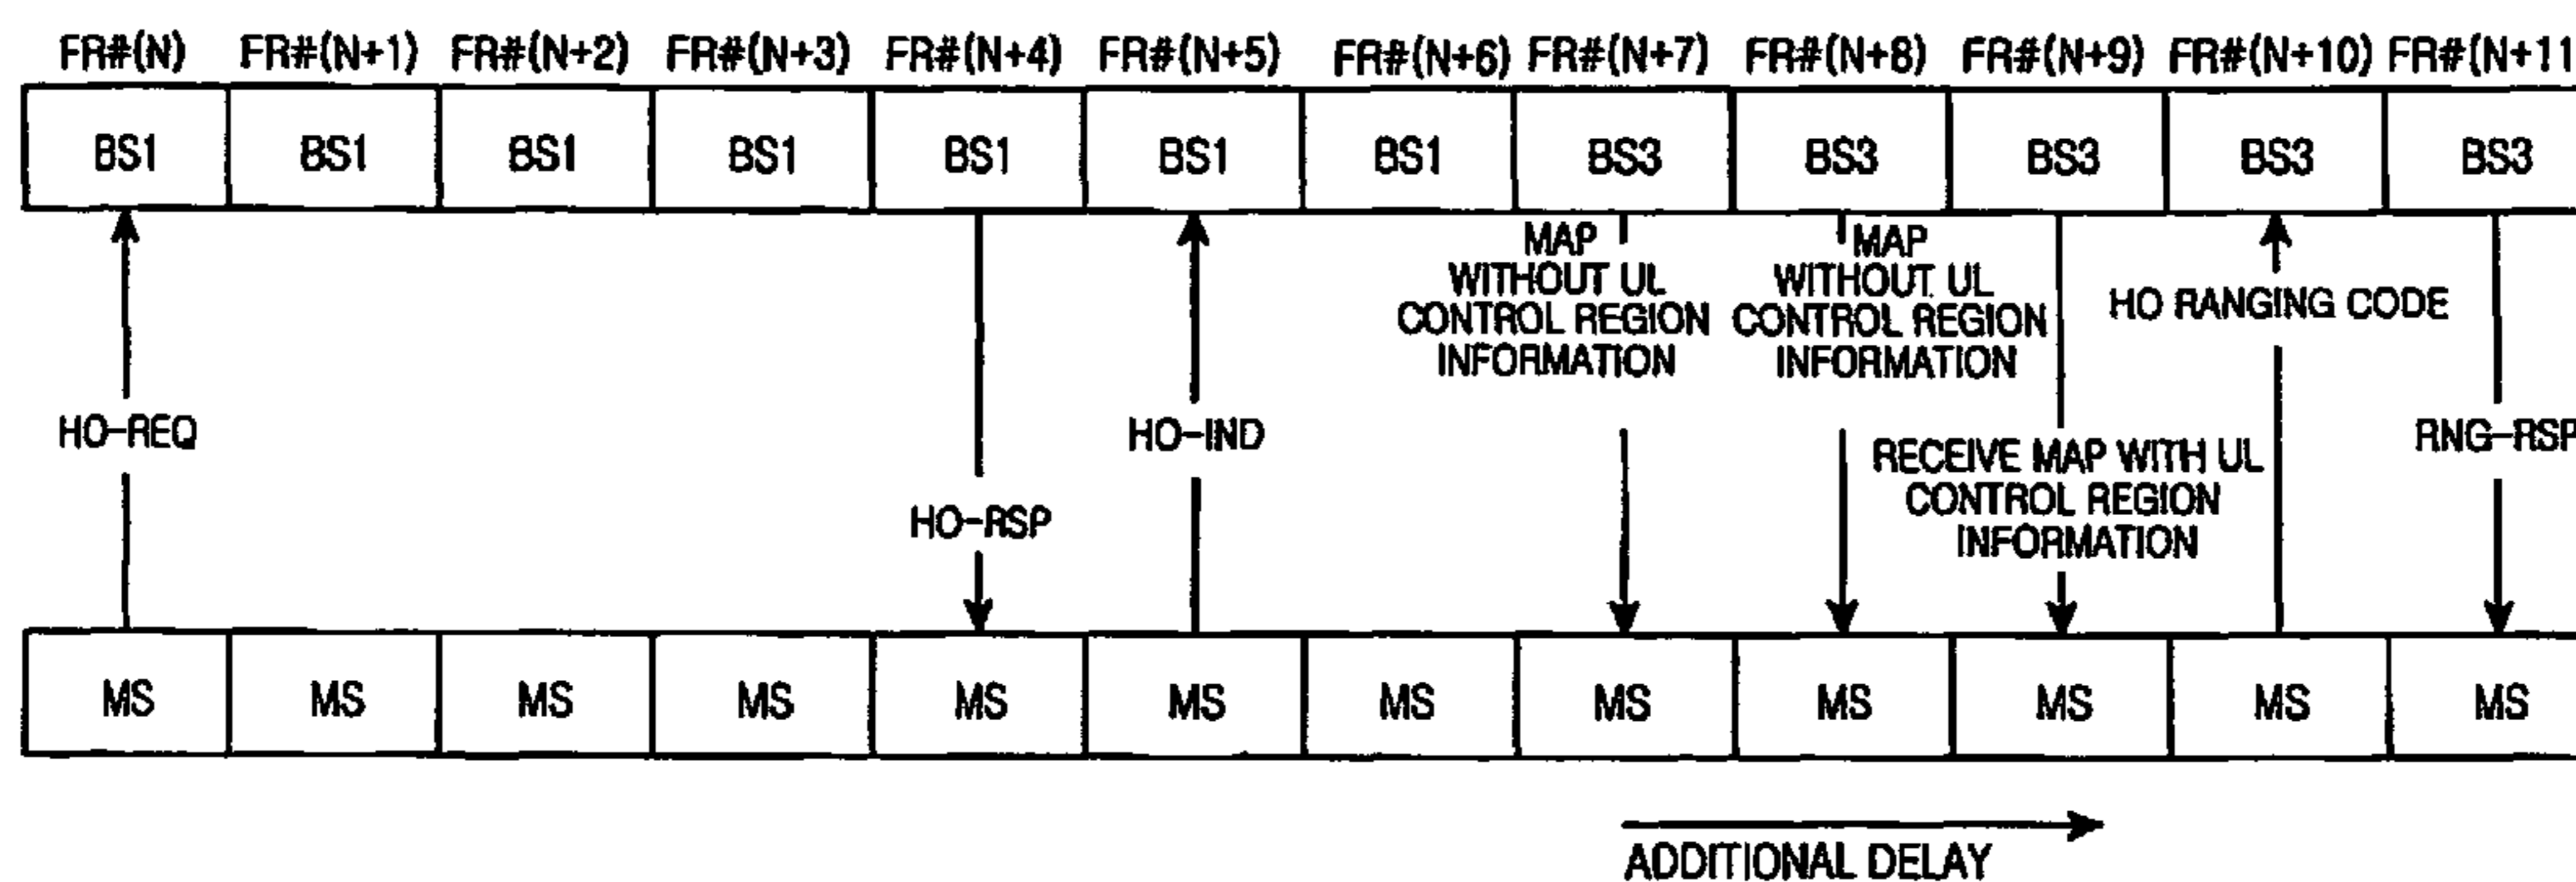 FR#(N) FR#(N+1) FR#(N+2) FR#(N+3) FR#(N+4) FR#(N+5) FR#(N+6) FR#(N+7) FR#(N+8) FR#(N+9) FR#(N+10) FR#(N+11
BS1 BS1 BS1 BS1 BS1 BS1 BS1 BS3 BS3 BS3 BS3 BS3
MAP
WITHOUT UL
CONTROL REGION
INFORMATION
MAP
WITHOUT UL
CONTROL REGION
INFORMATION
HO RANGING CODE
HO-REQ
HO-RSP
HO-IND
RECEIVE MAP WITH UL
CONTROL REGION
INFORMATION
RNG-RSP
MS MS MS MS MS MS MS MS MS MS MS MS
ADDITIONAL DELAY